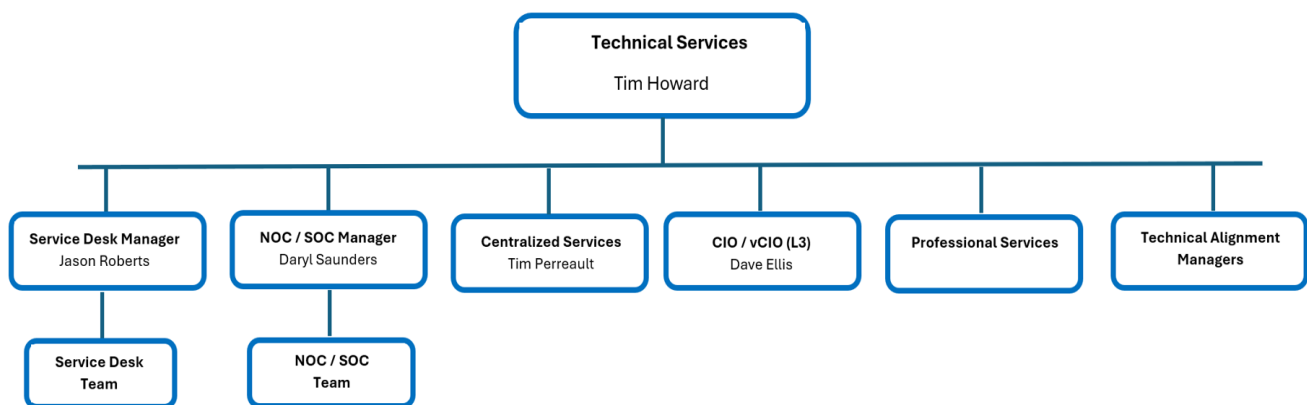 Technical Services
Tim Howard
Service Desk Manager
Jason Roberts
NOC / SOC Manager
Daryl Saunders
Centralized Services
Tim Perreault
CIO / vCIO (L3)
Dave Ellis
Professional Services
Technical Alignment
Managers
Service Desk
Team
NOC / SOC
Team